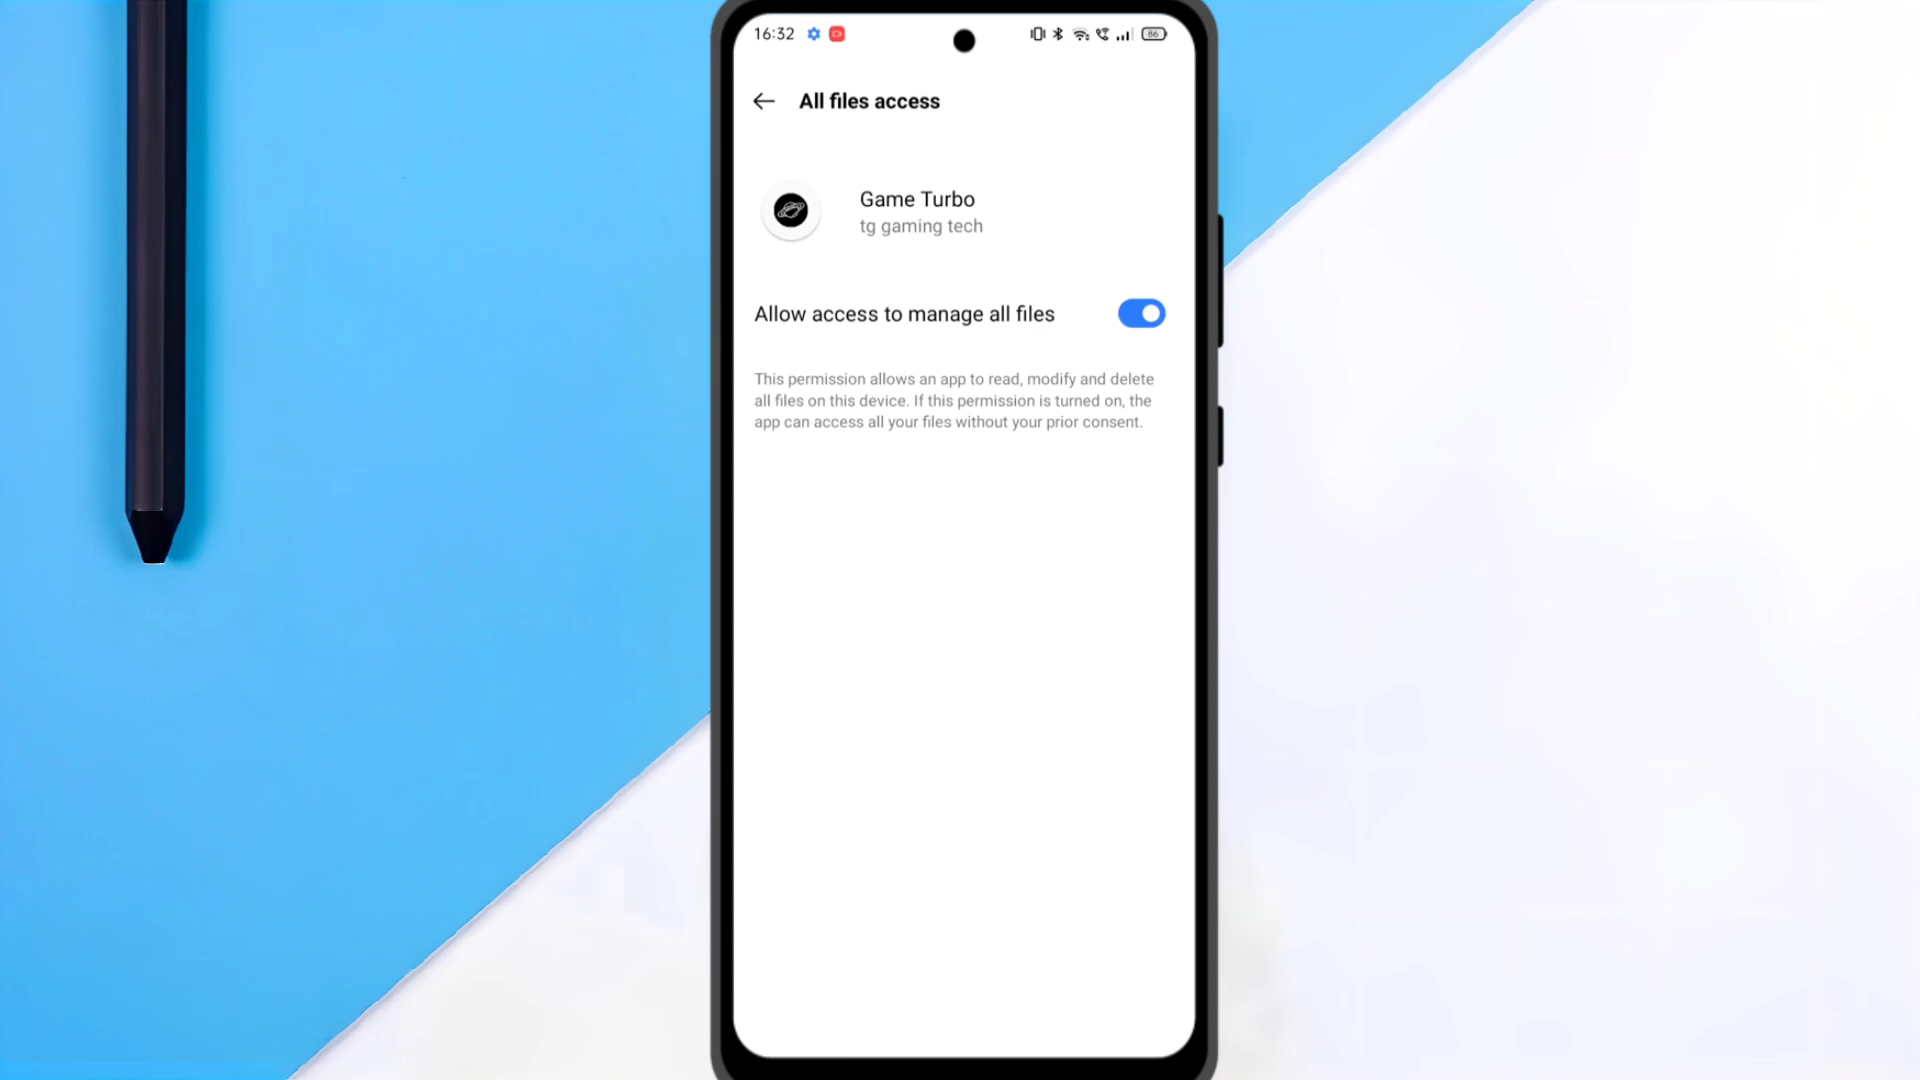 16:32
86
All files access
Game Turbo
tg gaming tech
Allow access to manage all files
This permission allows an app to read, modify and delete
all files on this device. If this permission is turned on, the
app can access all your files without your prior consent.